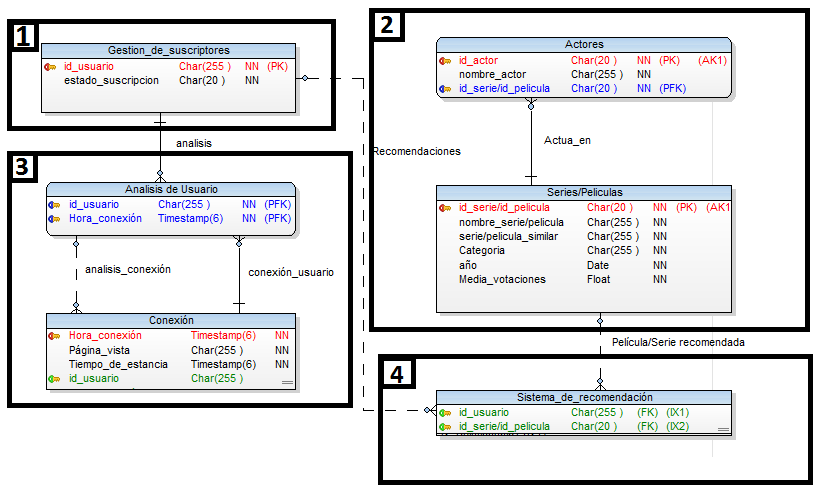 1
Gestion_de_suscriptores
id_usuario Char(255 ) NN (PK)
estado_suscripcion Char(20 ) NN
analisis
3
Analisis de Usuario
id_usuario Char(255 ) NN (PFK)
Hora_conexión Timestamp(6) NN (PFK)
analisis_conexión
conexión_usuario
Conexión
Hora_conexión Timestamp(6) NN
Página_vista Char(255 ) NN
Tiempo_de_estancia Timestamp(6) NN
id_usuario Char(255 )
2
Actores
id_actor Char(20 ) NN (PK) (AK1)
nombre_actor Char(255 ) NN
id_serie/id_pelicula Char(20 ) NN (PFK)
Actua_en
Recomendaciones
Series/Peliculas
id_serie/id_pelicula Char(20 ) NN (PK) (AK1
nombre_serie/pelicula Char(255 ) NN
serie/pelicula_similar Char(255 ) NN
Categoria Char(255 ) NN
año Date NN
Media_votaciones Float NN
Película/Serie recomendada
4
Sistema_de_recomendación
id_usuario Char(255 ) (FK) (IX1)
id_serie/id_pelicula Char(20 ) (FK) (IX2)